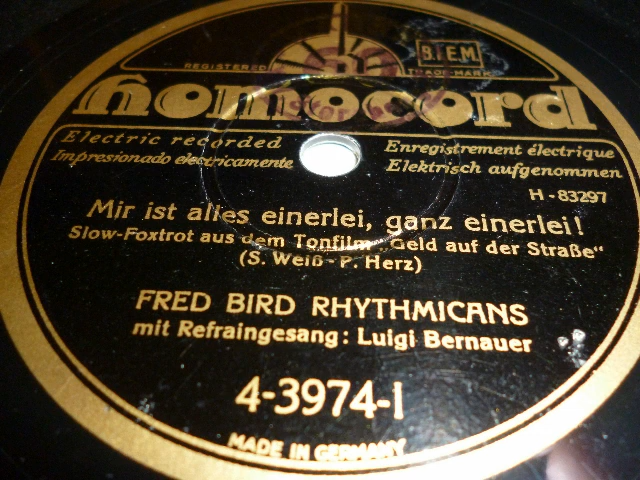 REGISTERED TRADE-MARK
B.I.E.M.
homocord
Electric recorded
Enregistrement électrique
Impresionado electricamente
Elektrisch aufgenommen
H-83297
Mir ist alles einerlei, ganz einerlei!
Slow-Foxtrot aus dem Tonfilm „Geld auf der Straße“
(S. Weiß-P. Herz)
FRED BIRD RHYTHMICANS
mit Refraingesang: Luigi Bernauer
4-3974-I
MADE IN GERMANY